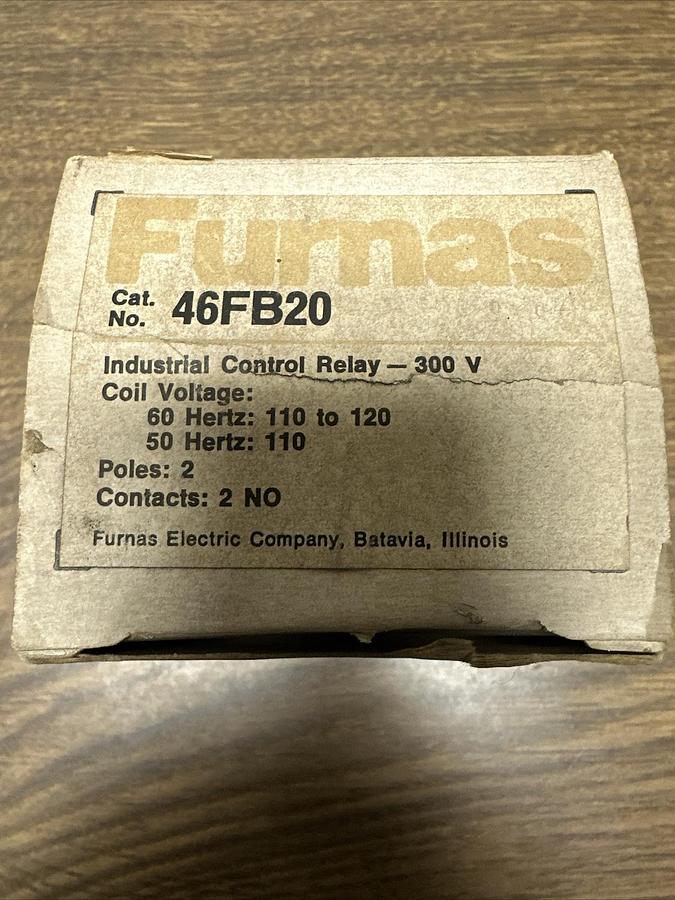 Furnas
Cat.
No. 46FB20
Industrial Control Relay — 300 V
Coil Voltage:
60 Hertz: 110 to 120
50 Hertz: 110
Poles: 2
Contacts: 2 NO
Furnas Electric Company, Batavia, Illinois